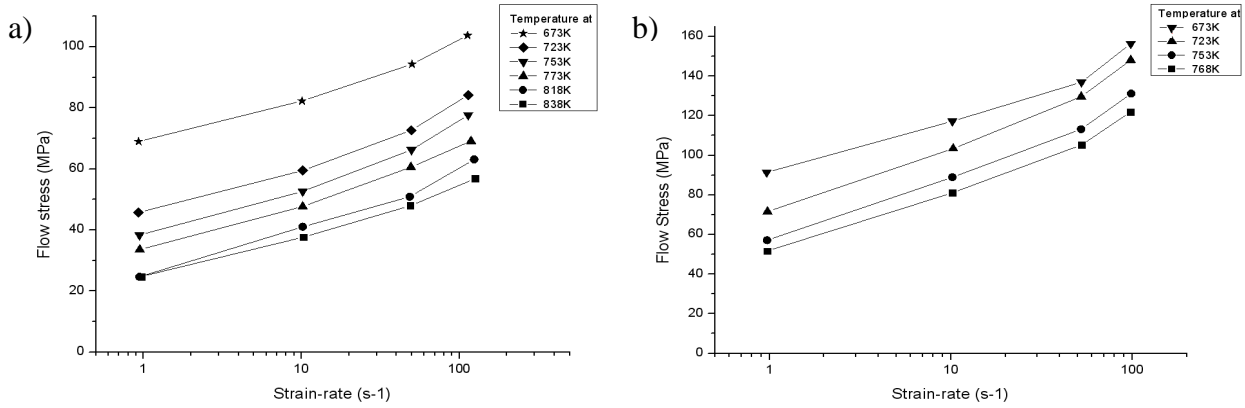 a)
Temperature at
673K
723K
753K
773K
818K
838K
Flow stress (MPa)
100
80
60
40
20
0
1
10
100
Strain-rate (s-1)
b)
Temperature at
673K
723K
753K
768K
Flow Stress (MPa)
160
140
120
100
80
60
40
20
0
1
10
100
Strain-rate (s-1)